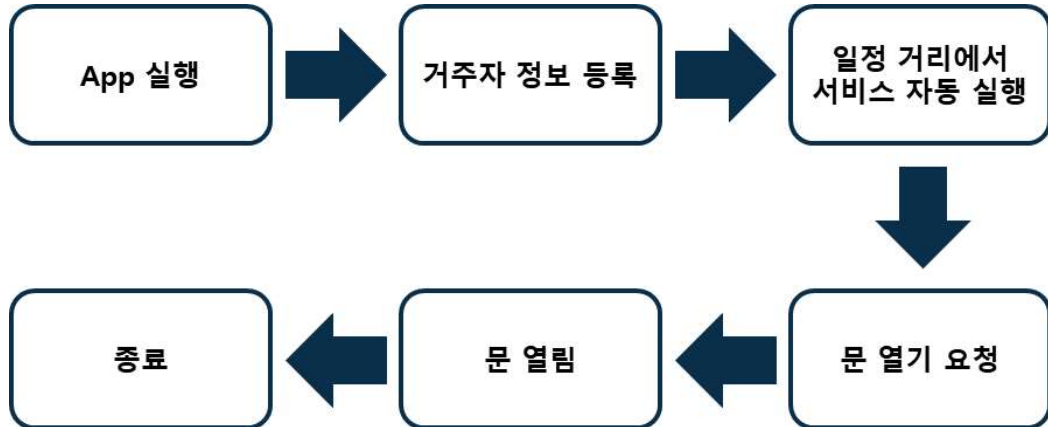 App 실행
거주자 정보 등록
일정 거리에서
서비스 자동 실행
문 열기 요청
문 열림
종료